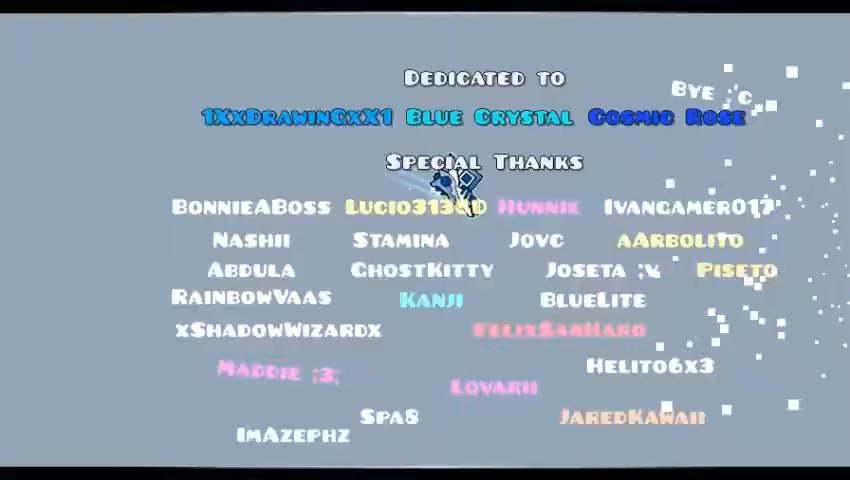 Dedicated to
Bye :'c
1XxDrawinGxX1 Blue Crystal Cosmic Rose
Special Thanks
BonnieABoss Hunnie Ivangamer017
Nashii Stamina Jovc aArbolito
Abdula GhostKitty Joseta ;v Piseto
RainbowVaas Kanji BlueLite
xShadowWizardx FelixSanHako
Maddie ;3; Helito6x3
Lovarii
Spa8 JaredKawaii
ImAzephz